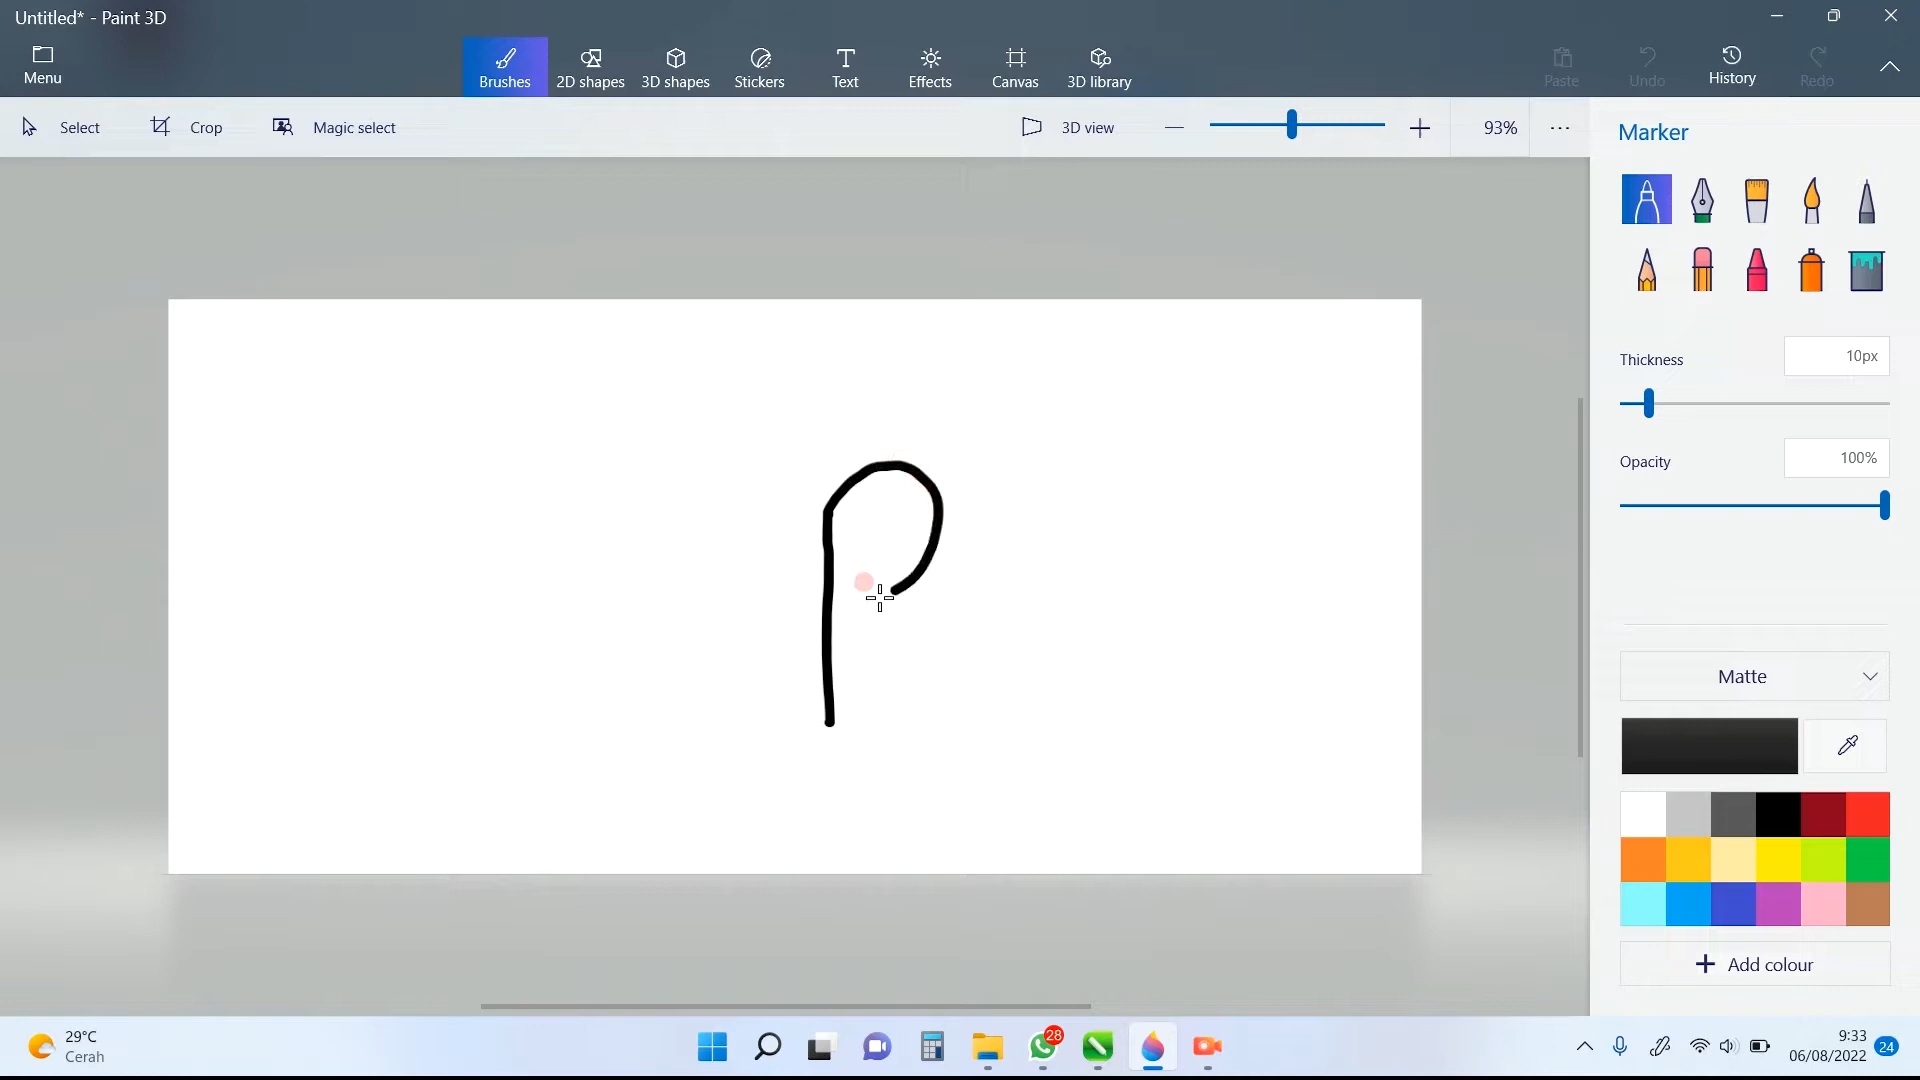 Untitled* - Paint 3D
Menu
Brushes 2D shapes 3D shapes Stickers Text Effects Canvas 3D library
Paste Undo History Redo
Select Crop Magic select 3D view 93%
Marker
Thickness 10px
Opacity 100%
P
Matte
Add colour
29°C
Cerah
28
9:33
06/08/2022 24